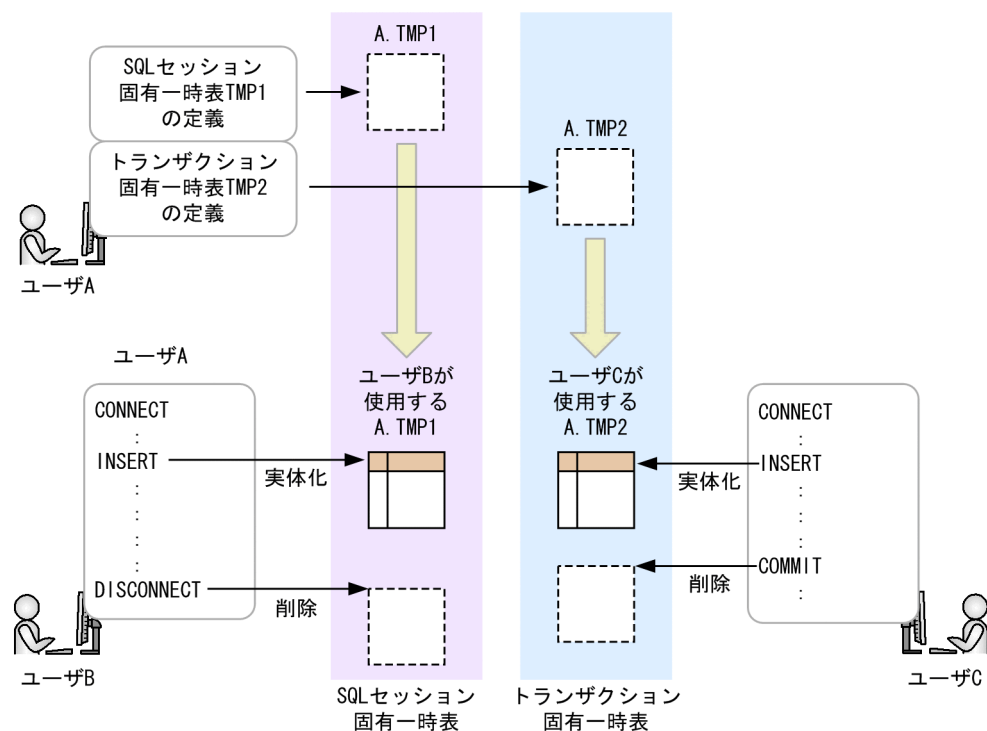 A.TMP1
SQLセッション
固有一時表TMP1
の定義
A.TMP2
トランザクション
固有一時表TMP2
の定義
ユーザA
ユーザA
ユーザBが
使用する
A.TMP1
ユーザCが
使用する
A.TMP2
CONNECT
:
INSERT
:
:
:
:
DISCONNECT
実体化
削除
CONNECT
:
INSERT
:
:
:
COMMIT
:
実体化
削除
ユーザB
ユーザC
SQLセッション
固有一時表
トランザクション
固有一時表